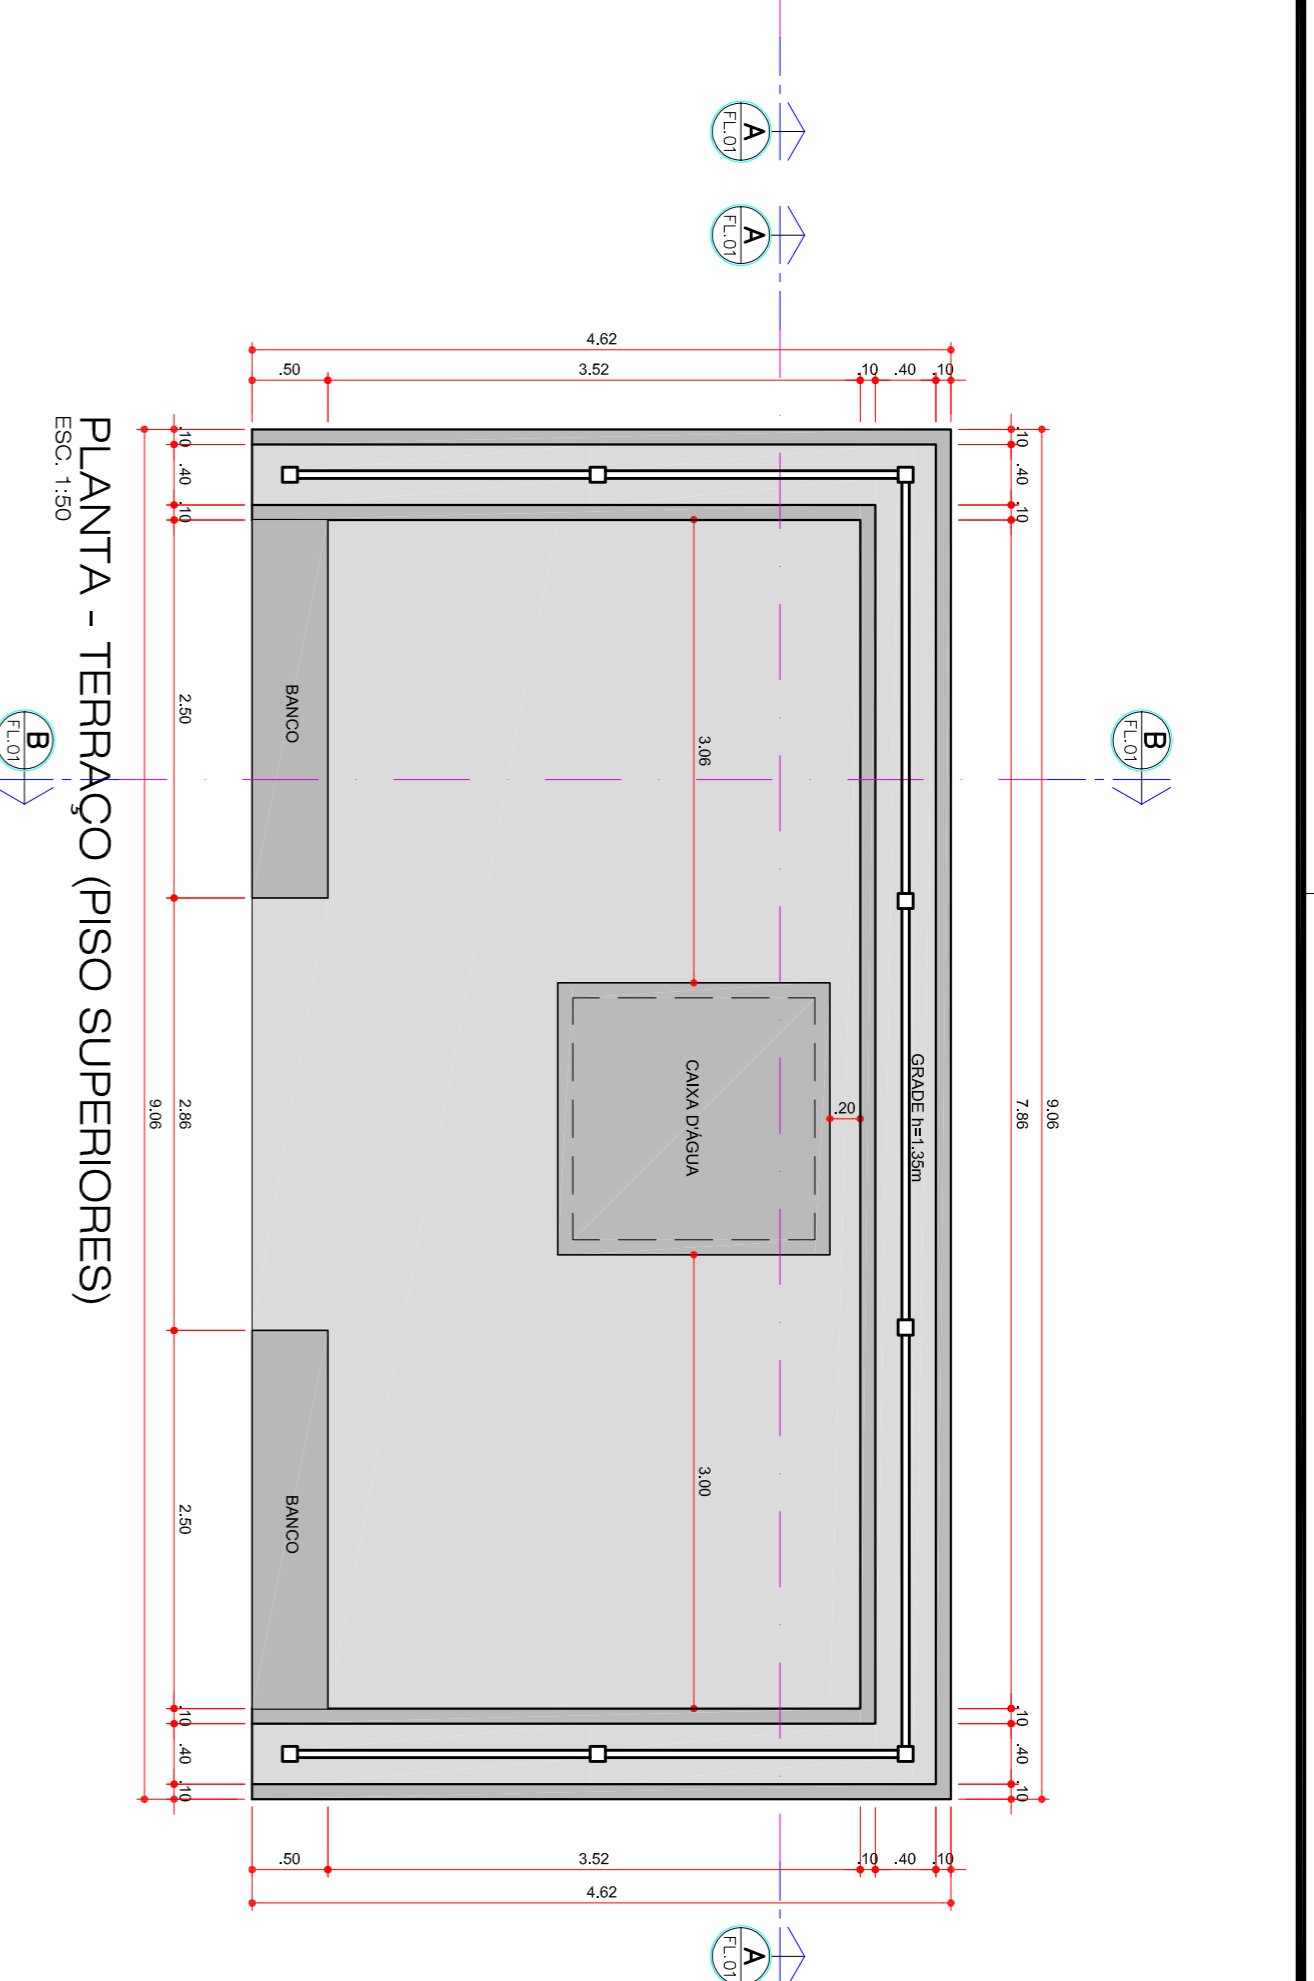 A
FL.01
A
FL.01
4.62
.50
3.52
.10
.40
.10
.10
.40
.10
.10
.40
.10
BANCO
2.50
3.06
B
FL.01
B
FL.01
GRADE h=1.35m
CAIXA D'ÁGUA
.20
2.86
9.06
7.86
9.06
3.00
BANCO
2.50
.10
.40
.10
.10
.40
.10
.50
3.52
.10
.40
.10
4.62
A
FL.01
PLANTA - TERRAÇO (PISO SUPERIORES)
ESC. 1:50